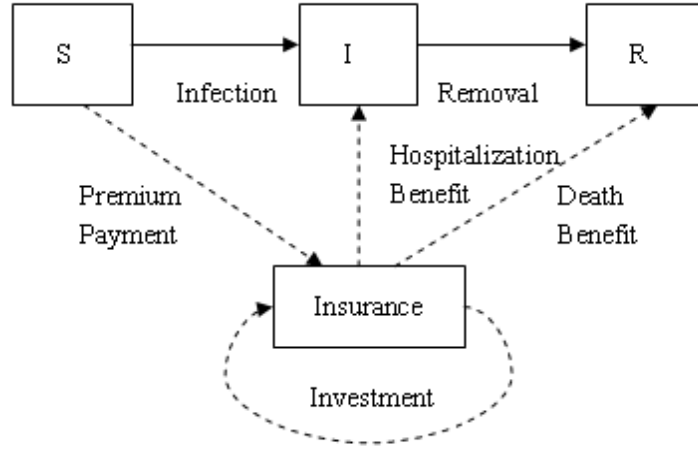 S
I
R
Infection
Removal
Hospitalization
Benefit
Premium
Payment
Death
Benefit
Insurance
Investment